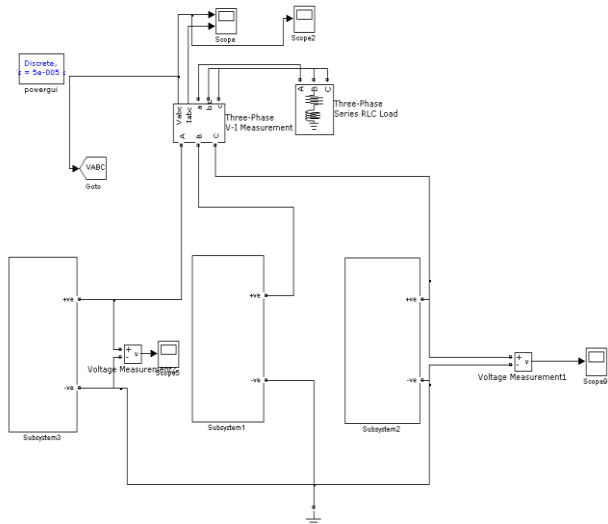 Scope
Scope2
Discrete,
s = 5e-005 s
powergui
Vabc
Iabc
a
b
c
A
B
C
Three-Phase
V-I Measurement
A
B
C
Three-Phase
Series RLC Load
VABC
Goto
+ve
-ve
Subsystem3
+
-
v
Voltage Measurement
Scope5
+ve
-ve
Subsystem1
+ve
-ve
Subsystem2
+
-
v
Voltage Measurement1
Scope9